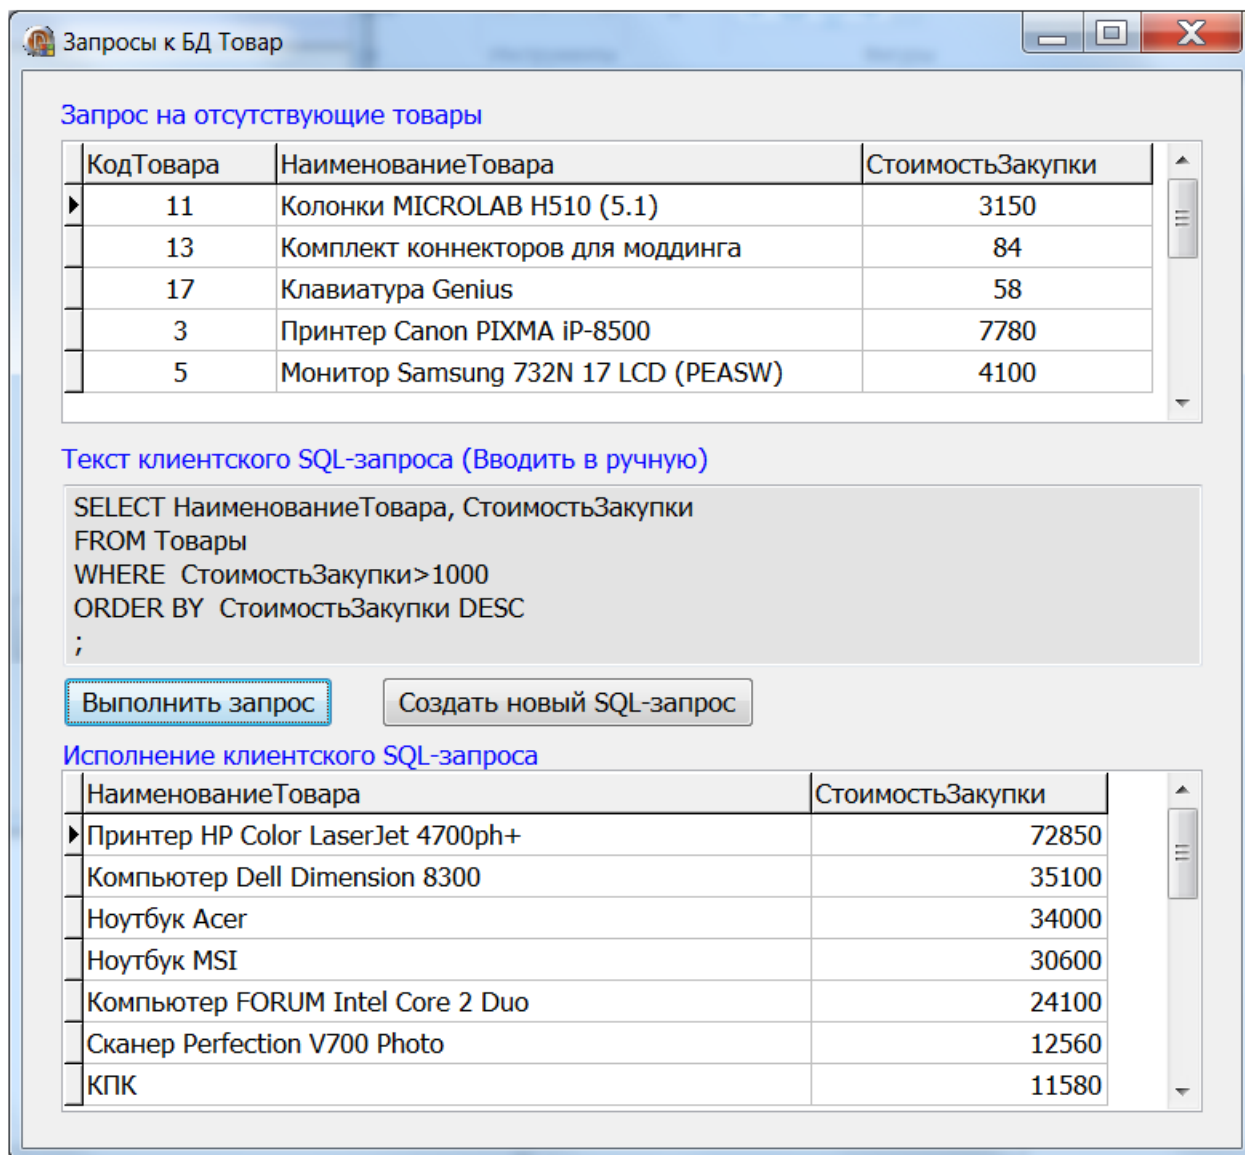 Запросы к БД Товар
Запрос на отсутствующие товары
КодТовара НаименованиеТовара СтоимостьЗакупки
11 Колонки MICROLAB H510 (5.1) 3150
13 Комплект коннекторов для моддинга 84
17 Клавиатура Genius 58
3 Принтер Canon PIXMA iP-8500 7780
5 Монитор Samsung 732N 17 LCD (PEASW) 4100
Текст клиентского SQL-запроса (Вводить в ручную)
SELECT НаименованиеТовара, СтоимостьЗакупки
FROM Товары
WHERE СтоимостьЗакупки>1000
ORDER BY СтоимостьЗакупки DESC
;
Выполнить запрос Создать новый SQL-запрос
Исполнение клиентского SQL-запроса
НаименованиеТовара СтоимостьЗакупки
Принтер HP Color LaserJet 4700ph+ 72850
Компьютер Dell Dimension 8300 35100
Ноутбук Acer 34000
Ноутбук MSI 30600
Компьютер FORUM Intel Core 2 Duo 24100
Сканер Perfection V700 Photo 12560
КПК 11580